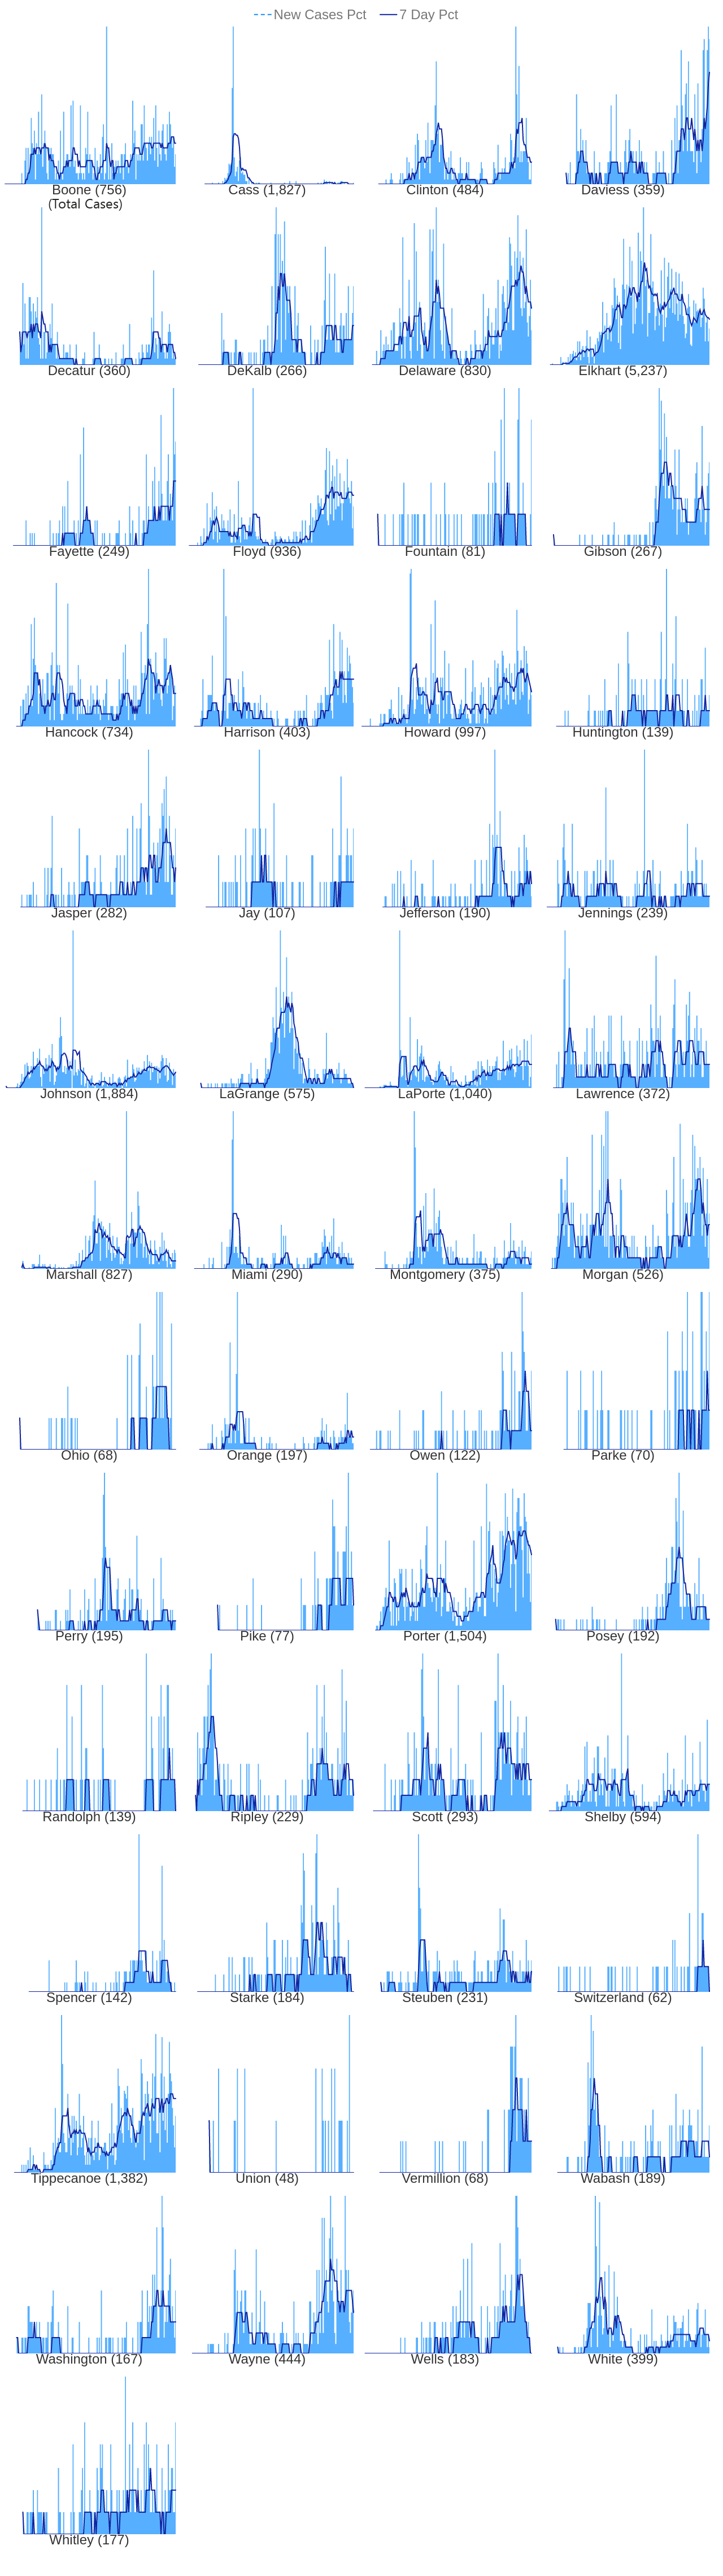 New Cases Pct 7 Day Pct
Boone (756) Cass (1,827) Clinton (484) Daviess (359)
(Total Cases)
Decatur (360) DeKalb (266) Delaware (830) Elkhart (5,237)
Fayette (249) Floyd (936) Fountain (81) Gibson (267)
Hancock (734) Harrison (403) Howard (997) Huntington (139)
Jasper (282) Jay (107) Jefferson (190) Jennings (239)
Johnson (1,884) LaGrange (575) LaPorte (1,040) Lawrence (372)
Marshall (827) Miami (290) Montgomery (375) Morgan (526)
Ohio (68) Orange (197) Owen (122) Parke (70)
Perry (195) Pike (77) Porter (1,504) Posey (192)
Randolph (139) Ripley (229) Scott (293) Shelby (594)
Spencer (142) Starke (184) Steuben (231) Switzerland (62)
Tippecanoe (1,382) Union (48) Vermillion (68) Wabash (189)
Washington (167) Wayne (444) Wells (183) White (399)
Whitley (177)